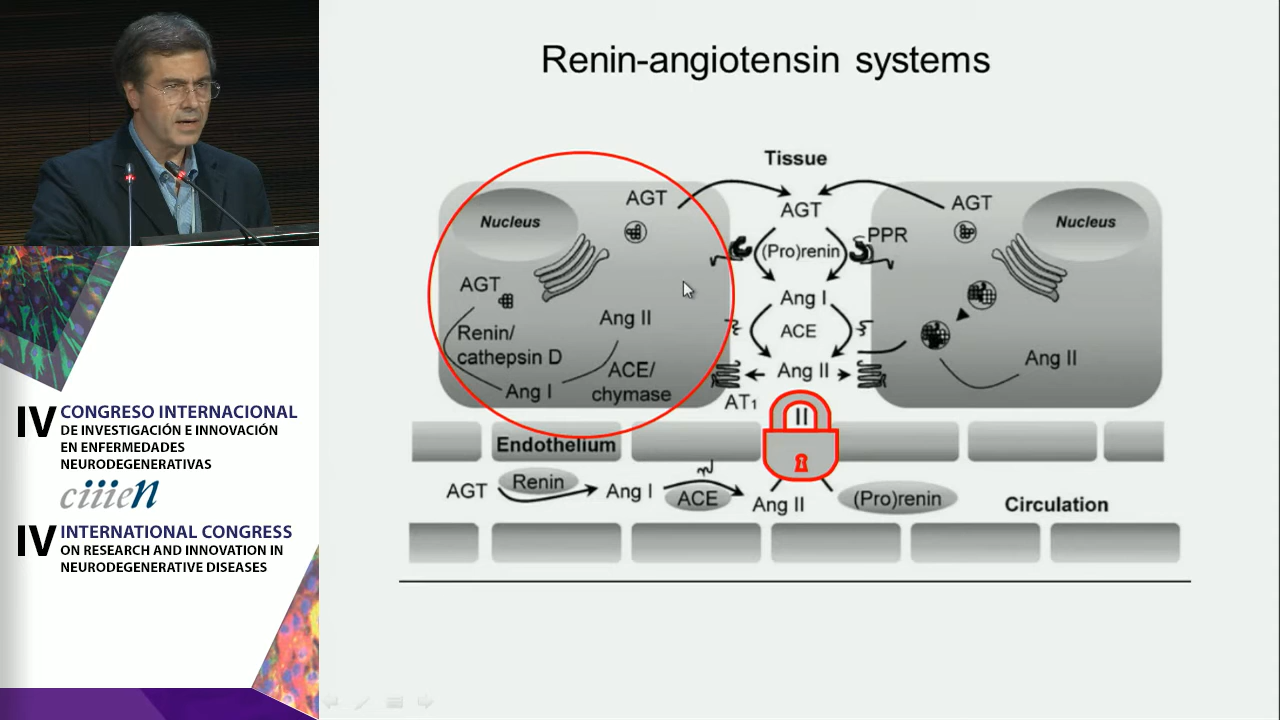 Renin-angiotensin systems
Tissue
Nucleus
AGT
AGT
Renin/
cathepsin D
Ang I
Ang II
ACE/
chymase
AGT
(Pro)renin
PPR
Ang I
ACE
Ang II
AT1
II
AGT
Nucleus
Ang II
Endothelium
AGT
Renin
Ang I
ACE
Ang II
(Pro)renin
Circulation
IV CONGRESO INTERNACIONAL
DE INVESTIGACIÓN E INNOVACIÓN
EN ENFERMEDADES
NEURODEGENERATIVAS
ciiien
IV INTERNATIONAL CONGRESS
ON RESEARCH AND INNOVATION IN
NEURODEGENERATIVE DISEASES